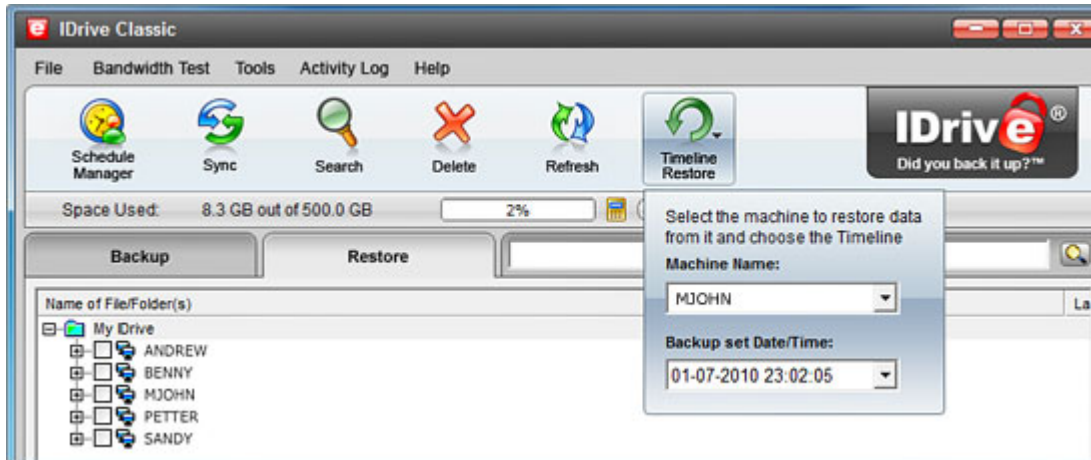 IDrive Classic
File Bandwidth Test Tools Activity Log Help
Schedule
Manager
Sync
Search
Delete
Refresh
Timeline
Restore
IDrive®
Did you back it up?™
Space Used: 8.3 GB out of 500.0 GB 2%
Backup Restore
Select the machine to restore data
from it and choose the Timeline
Machine Name:
MJOHN
Backup set Date/Time:
01-07-2010 23:02:05
Name of File/Folder(s) La
My IDrive
ANDREW
BENNY
MJOHN
PETTER
SANDY